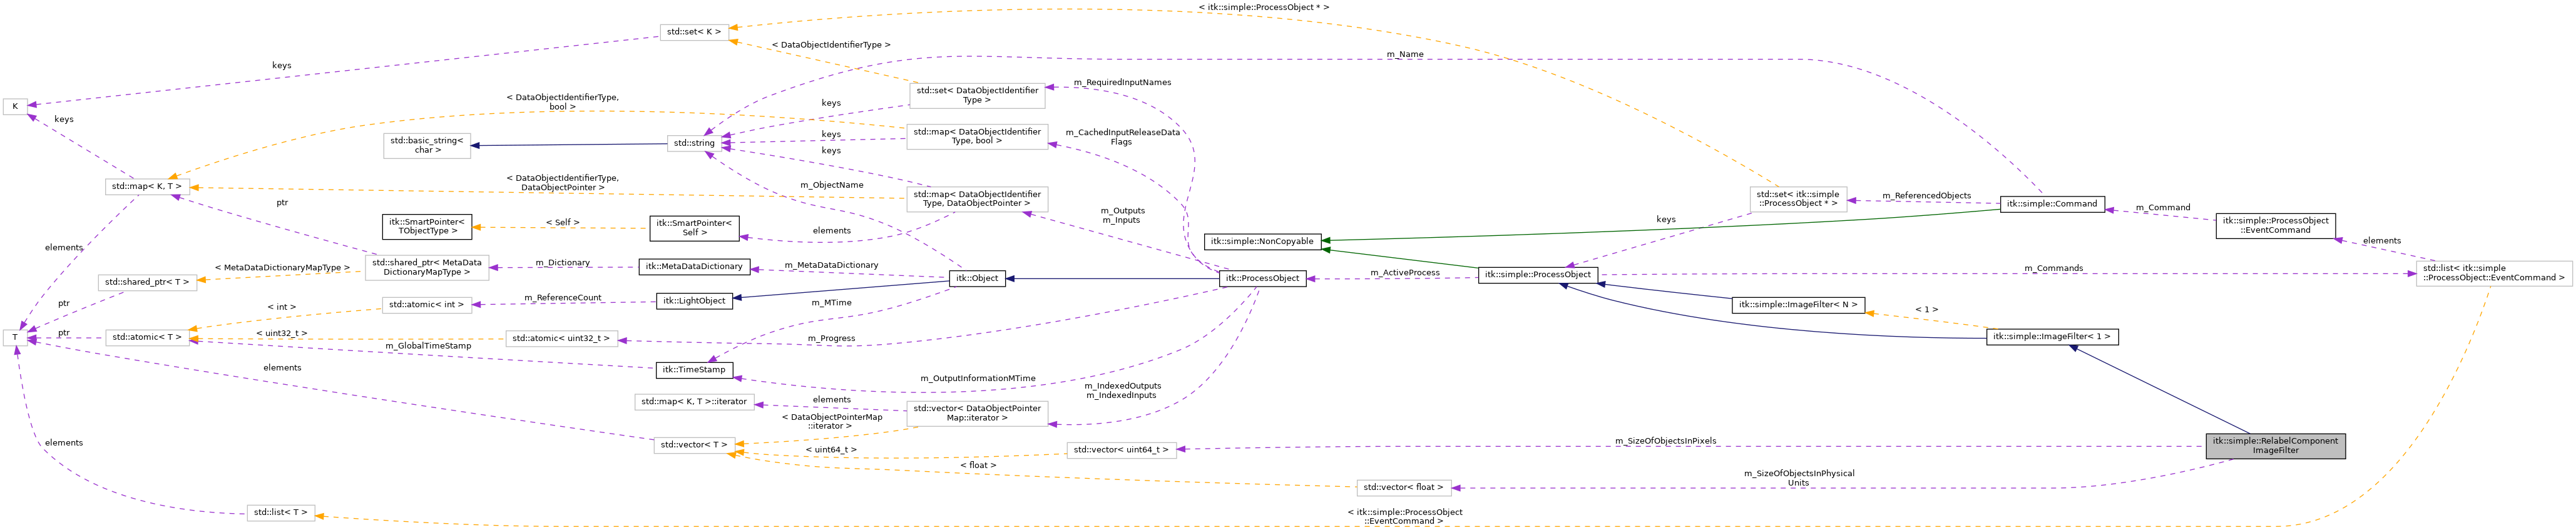 < itk::simple::ProcessObject * >
std::set< K >
< DataObjectIdentifierType >
m_Name
keys
m_RequiredInputNames
std::set< DataObjectIdentifier
Type >
K
< DataObjectIdentifierType,
bool >
keys
keys
std::basic_string<
char >
std::string
keys
std::map< DataObjectIdentifier
Type, bool >
m_CachedInputReleaseData
Flags
keys
std::map< K, T >
< DataObjectIdentifierType,
DataObjectPointer >
m_ObjectName
std::map< DataObjectIdentifier
Type, DataObjectPointer >
m_Outputs
m_Inputs
std::set< itk::simple
::ProcessObject * >
m_ReferencedObjects
itk::simple::Command
m_Command
itk::simple::ProcessObject
::EventCommand
ptr
itk::SmartPointer<
TObjectType >
< Self >
itk::SmartPointer<
Self >
elements
itk::simple::NonCopyable
keys
elements
elements
std::shared_ptr< T >
< MetaDataDictionaryMapType >
std::shared_ptr< MetaData
DictionaryMapType >
m_Dictionary
itk::MetaDataDictionary
m_MetaDataDictionary
itk::Object
itk::ProcessObject
m_ActiveProcess
itk::simple::ProcessObject
m_Commands
std::list< itk::simple
::ProcessObject::EventCommand >
ptr
< int >
std::atomic< int >
m_ReferenceCount
itk::LightObject
m_MTime
itk::simple::ImageFilter< N >
< 1 >
T
ptr
std::atomic< T >
< uint32_t >
m_GlobalTimeStamp
std::atomic< uint32_t >
m_Progress
itk::simple::ImageFilter< 1 >
elements
itk::TimeStamp
m_OutputInformationMTime
m_IndexedOutputs
m_IndexedInputs
std::map< K, T >::iterator
elements
std::vector< DataObjectPointer
Map::iterator >
< DataObjectPointerMap
::iterator >
elements
std::vector< T >
< uint64_t >
std::vector< uint64_t >
m_SizeOfObjectsInPixels
itk::simple::RelabelComponent
ImageFilter
< float >
std::vector< float >
m_SizeOfObjectsInPhysical
Units
std::list< T >
< itk::simple::ProcessObject
::EventCommand >